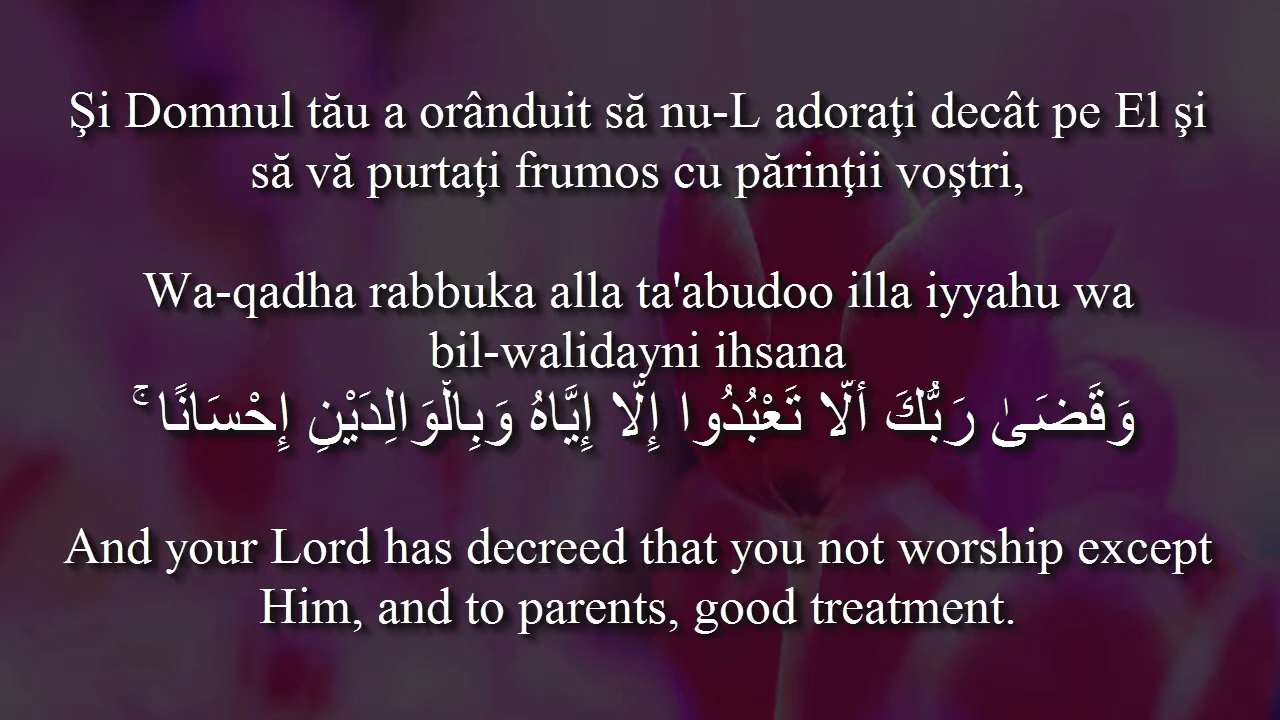 Şi Domnul tău a orânduit să nu-L adoraţi decât pe El şi
să vă purtaţi frumos cu părinţii voştri,
Wa-qadha rabbuka alla ta'abudoo illa iyyahu wa
bil-walidayni ihsana
وَقَضَىٰ رَبُّكَ ألّا تَعْبُدُوا إِلّا إِيَّاهُ وَبِالْوَالِدَيْنِ إِحْسَانًا ۚ
And your Lord has decreed that you not worship except
Him, and to parents, good treatment.